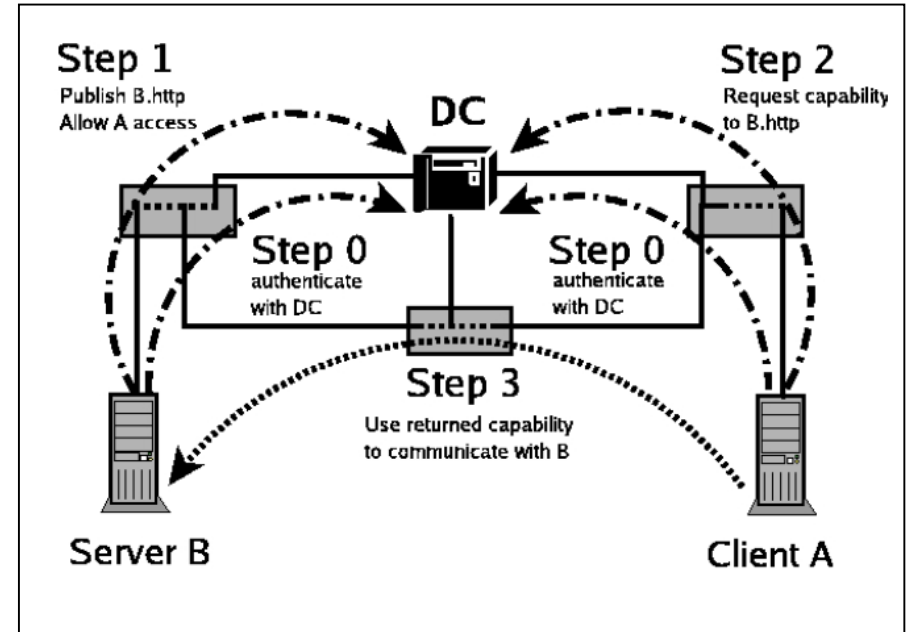 Step 1
Publish B.http
Allow A access
DC
Step 2
Request capability
to B.http
Step 0
authenticate
with DC
Step 0
authenticate
with DC
Step 3
Use returned capability
to communicate with B
Server B
Client A